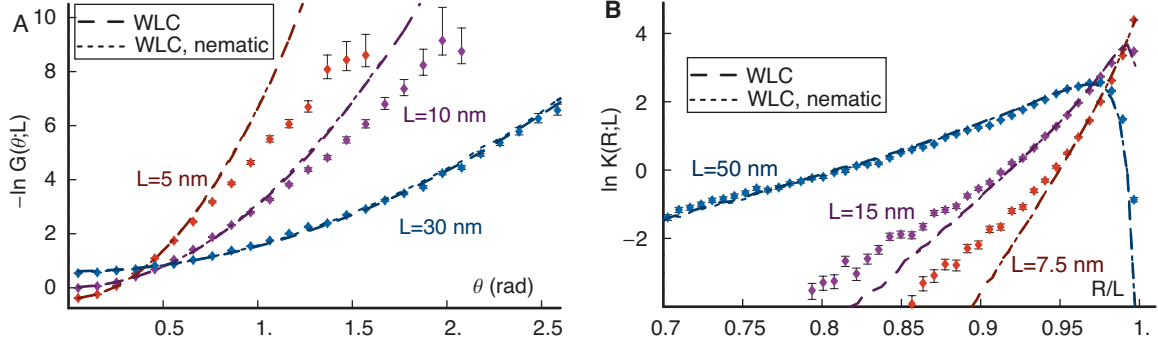 A
10
8
6
4
2
0
−ln G(θ;L)
WLC
WLC, nematic
L=5 nm
L=10 nm
L=30 nm
θ (rad)
0.5
1.
1.5
2.
2.5
B
4
2
0
−2
ln K(R;L)
WLC
WLC, nematic
L=50 nm
L=15 nm
L=7.5 nm
R/L
0.7
0.75
0.8
0.85
0.9
0.95
1.